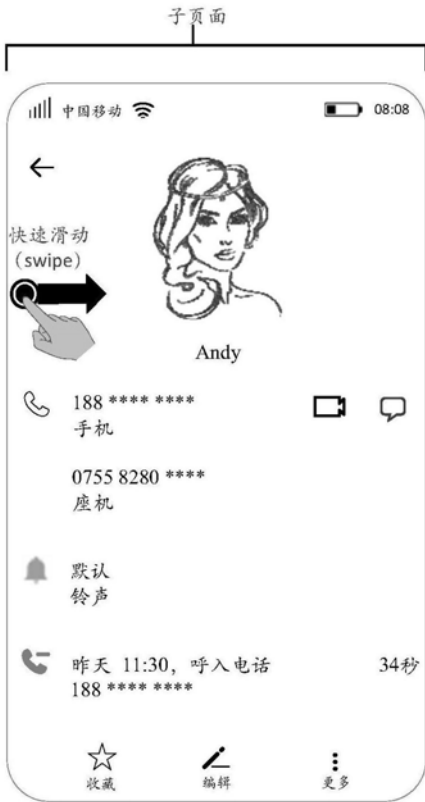 子页面
中国移动 08:08
快速滑动
（swipe）
Andy
188 **** ****
手机
0755 8280 ****
座机
默认
铃声
昨天 11:30，呼入电话 34秒
188 **** ****
收藏 编辑 更多